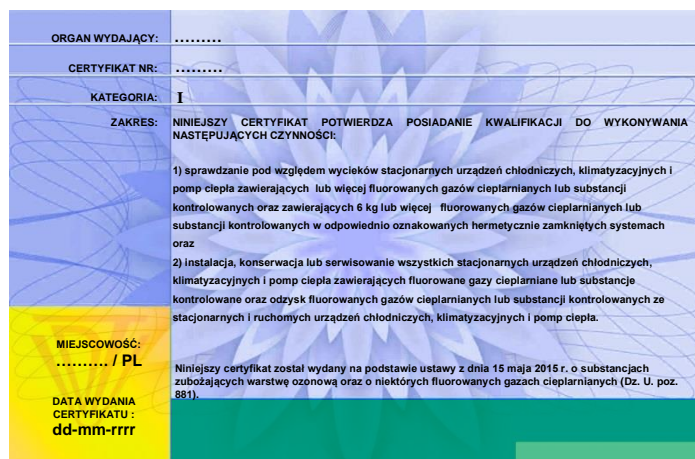 ORGAN WYDAJĄCY: .........
CERTYFIKAT NR: .........
KATEGORIA: I
ZAKRES: NINIEJSZY CERTYFIKAT POTWIERDZA POSIADANIE KWALIFIKACJI DO WYKONYWANIA
NASTĘPUJĄCYCH CZYNNOŚCI:
1) sprawdzanie pod względem wycieków stacjonarnych urządzeń chłodniczych, klimatyzacyjnych i
pomp ciepła zawierających lub więcej fluorowanych gazów cieplarnianych lub substancji
kontrolowanych oraz zawierających 6 kg lub więcej fluorowanych gazów cieplarnianych lub
substancji kontrolowanych w odpowiednio oznakowanych hermetycznie zamkniętych systemach
oraz
2) instalacja, konserwacja lub serwisowanie wszystkich stacjonarnych urządzeń chłodniczych,
klimatyzacyjnych i pomp ciepła zawierających fluorowane gazy cieplarniane lub substancje
kontrolowane oraz odzysk fluorowanych gazów cieplarnianych lub substancji kontrolowanych ze
stacjonarnych i ruchomych urządzeń chłodniczych, klimatyzacyjnych i pomp ciepła.
MIEJSCOWOŚĆ:
.......... / PL
Niniejszy certyfikat został wydany na podstawie ustawy z dnia 15 maja 2015 r. o substancjach
zubożających warstwę ozonową oraz o niektórych fluorowanych gazach cieplarnianych (Dz. U. poz.
881).
DATA WYDANIA
CERTYFIKATU :
dd-mm-rrrr